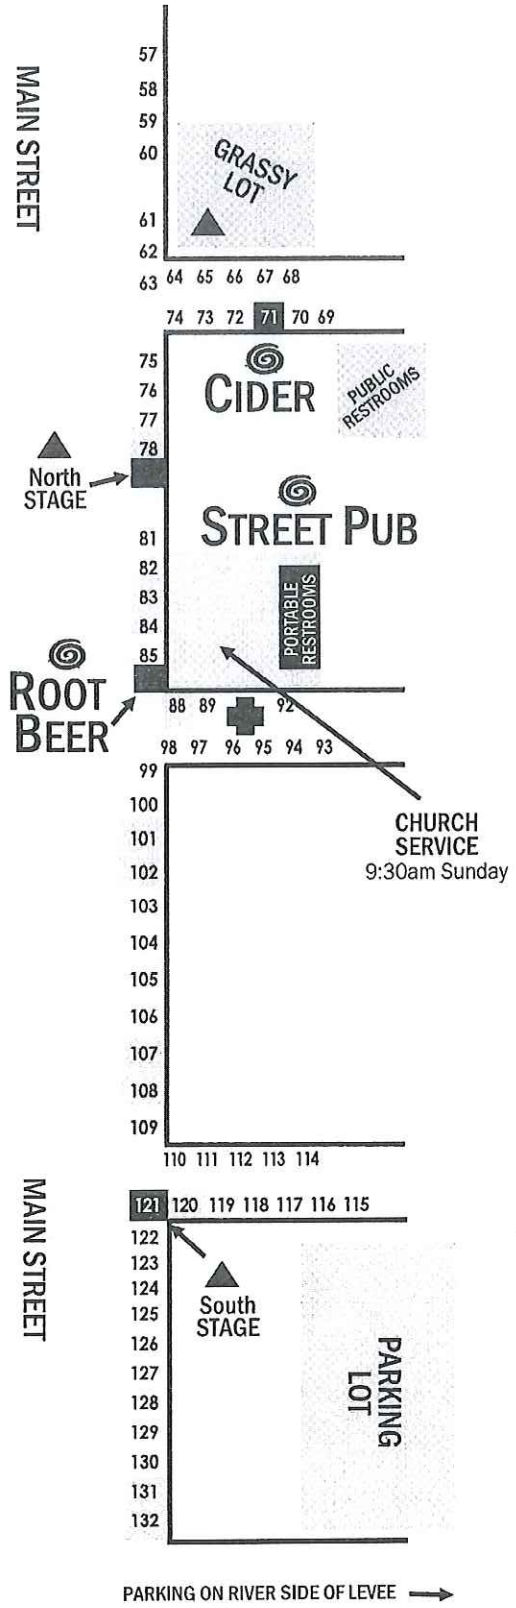 MAIN STREET
57
58
59
60
GRASSY
LOT
61
62
63 64 65 66 67 68
74 73 72 71 70 69
75
76
77
78
CIDER
PUBLIC
RESTROOMS
North
STAGE
STREET PUB
81
82
83
84
85
PORTABLE
RESTROOMS
ROOT
BEER
88 89 92
98 97 96 95 94 93
99
100
101
102
103
104
105
106
107
108
109
CHURCH
SERVICE
9:30am Sunday
110 111 112 113 114
MAIN STREET
121 120 119 118 117 116 115
122
123
124
125
126
127
128
129
130
131
132
South
STAGE
PARKING
LOT
PARKING ON RIVER SIDE OF LEVEE